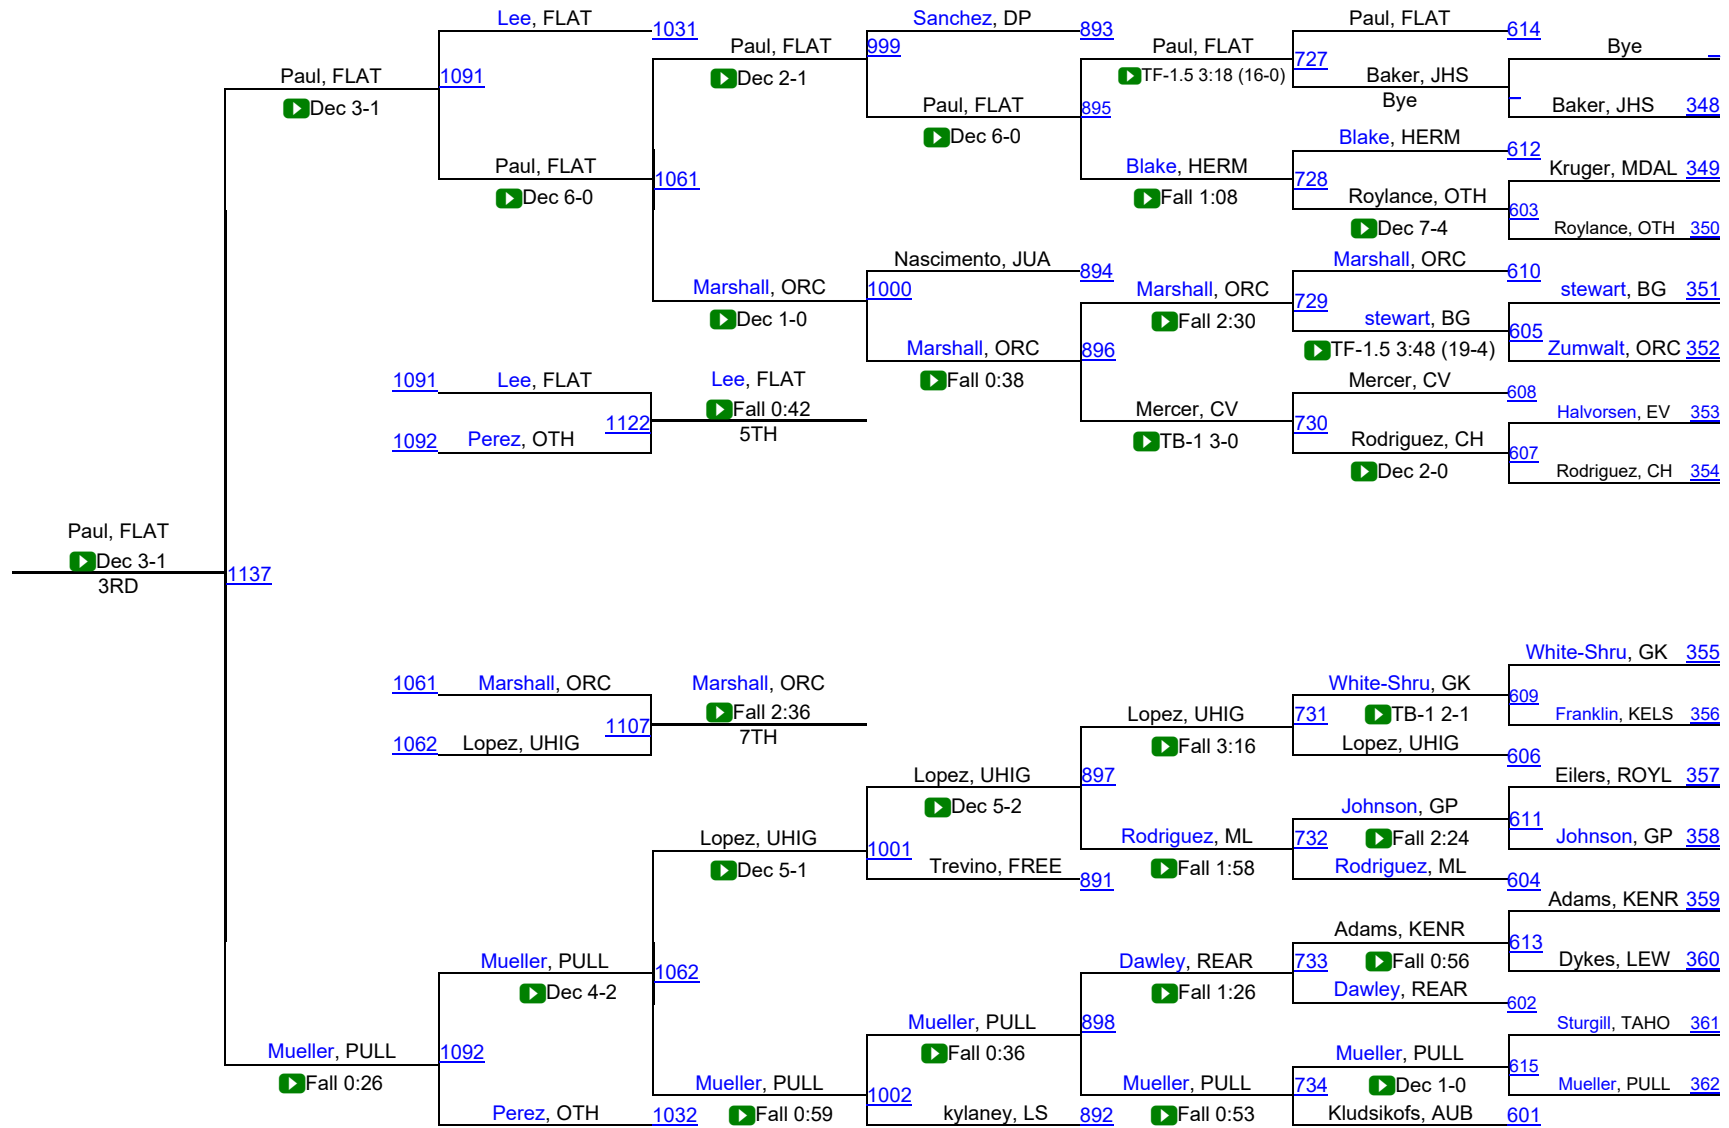 Lee, FLAT
1031
Sanchez, DP
893
Paul, FLAT
614
Paul, FLAT
999
Paul, FLAT
727
Bye
Paul, FLAT
1091
Dec 2-1
TF-1.5 3:18 (16-0)
Baker, JHS
Bye
Dec 3-1
Paul, FLAT
895
Baker, JHS 348
Dec 6-0
Blake, HERM
612
Paul, FLAT
1061
Blake, HERM
728
Kruger, MDAL 349
Dec 6-0
Fall 1:08
Roylance, OTH
603
Dec 7-4
Roylance, OTH 350
Nascimento, JUA
894
Marshall, ORC
610
Marshall, ORC
1000
Marshall, ORC
729
stewart, BG 351
Dec 1-0
Fall 2:30
stewart, BG
605
Marshall, ORC
896
TF-1.5 3:48 (19-4)
Zumwalt, ORC 352
1091
Lee, FLAT
Lee, FLAT
Fall 0:38
Mercer, CV
608
Fall 0:42
Mercer, CV
730
Halvorsen, EV 353
1122
5TH
1092
Perez, OTH
TB-1 3-0
Rodriguez, CH
607
Dec 2-0
Rodriguez, CH 354
Paul, FLAT
Dec 3-1
1137
3RD
White-Shru, GK 355
1061
Marshall, ORC
Marshall, ORC
White-Shru, GK
609
Fall 2:36
Lopez, UHIG
731
TB-1 2-1
Franklin, KELS 356
1107
7TH
1062
Lopez, UHIG
Fall 3:16
Lopez, UHIG
606
Lopez, UHIG
897
Eilers, ROYL 357
Dec 5-2
Johnson, GP
611
Lopez, UHIG
1001
Rodriguez, ML
732
Fall 2:24
Johnson, GP 358
Dec 5-1
Trevino, FREE
891
Fall 1:58
Rodriguez, ML
604
Adams, KENR 359
Adams, KENR
613
Mueller, PULL
1062
Dawley, REAR
733
Fall 0:56
Dykes, LEW 360
Dec 4-2
Fall 1:26
Dawley, REAR
602
Mueller, PULL
898
Sturgill, TAHO 361
Mueller, PULL
1092
Fall 0:36
Mueller, PULL
615
Fall 0:26
Mueller, PULL
1002
Mueller, PULL
734
Dec 1-0
Mueller, PULL 362
Perez, OTH
1032
Fall 0:59
kylaney, LS
892
Fall 0:53
Kludsikofs, AUB
601